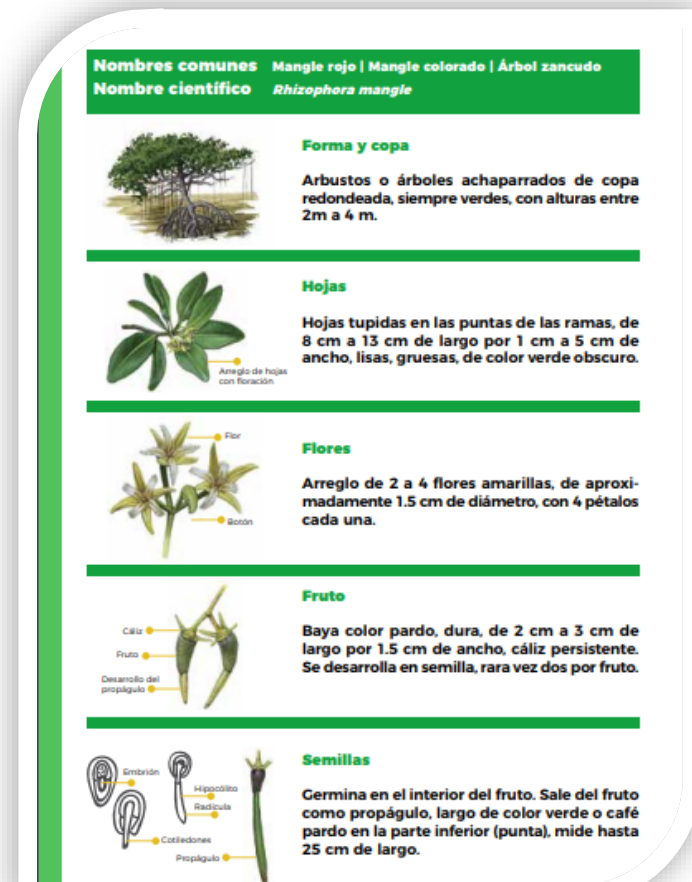 Nombres comunes Mangle rojo | Mangle colorado | Árbol zancudo
Nombre científico Rhizophora mangle
Forma y copa
Arbustos o árboles achaparrados de copa
redondeada, siempre verdes, con alturas entre
2m a 4 m.
Hojas
Hojas tupidas en las puntas de las ramas, de
8 cm a 13 cm de largo por 1 cm a 5 cm de
ancho, lisas, gruesas, de color verde obscuro.
Arreglo de hojas
con floración
Flores
Arreglo de 2 a 4 flores amarillas, de aproxi-
madamente 1.5 cm de diámetro, con 4 pétalos
cada una.
Flor
Botón
Fruto
Baya color pardo, dura, de 2 cm a 3 cm de
largo por 1.5 cm de ancho, cáliz persistente.
Se desarrolla en semilla, rara vez dos por fruto.
Cáliz
Fruto
Desarrollo del
propágulo
Semillas
Germina en el interior del fruto. Sale del fruto
como propágulo, largo de color verde o café
pardo en la parte inferior (punta), mide hasta
25 cm de largo.
Embrión
Hipocólito
Radícula
Cotiledones
Propágulo